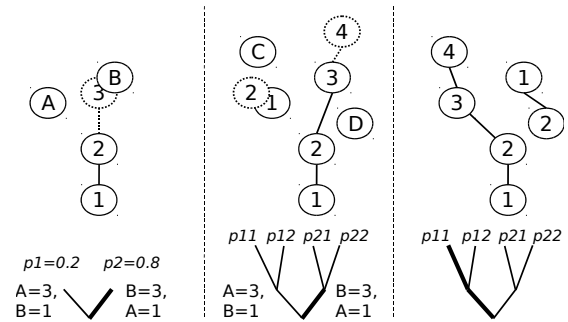 A
3
B
2
1
p1=0.2 p2=0.8
A=3,
B=1
B=3,
A=1
4
C
3
2
1
D
2
1
p11 p12 p21 p22
A=3,
B=1
B=3,
A=1
4
1
3
2
2
1
p11 p12 p21 p22